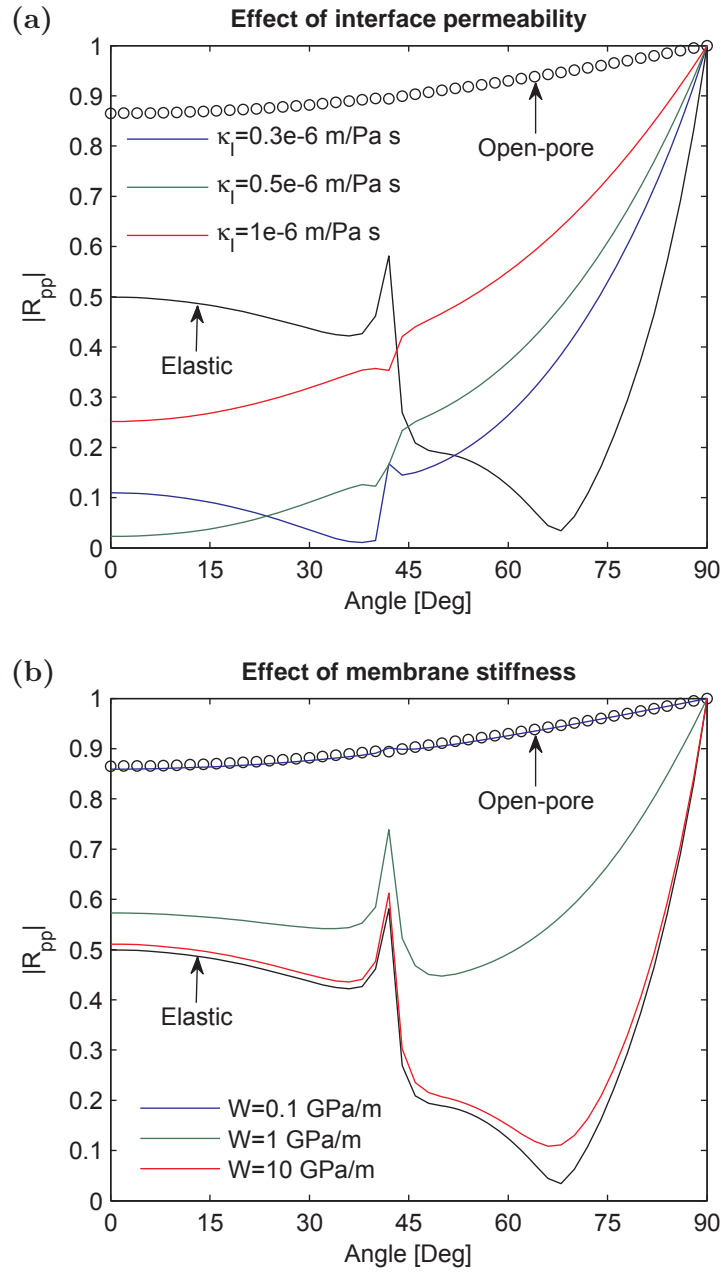 (a)
Effect of interface permeability
1
0.9
0.8
0.7
0.6
0.5
0.4
0.3
0.2
0.1
0
|Rpp|
κI=0.3e-6 m/Pa s
κI=0.5e-6 m/Pa s
κI=1e-6 m/Pa s
Open-pore
Elastic
0 15 30 45 60 75 90
Angle [Deg]
(b)
Effect of membrane stiffness
1
0.9
0.8
0.7
0.6
0.5
0.4
0.3
0.2
0.1
0
|Rpp|
Open-pore
Elastic
W=0.1 GPa/m
W=1 GPa/m
W=10 GPa/m
0 15 30 45 60 75 90
Angle [Deg]